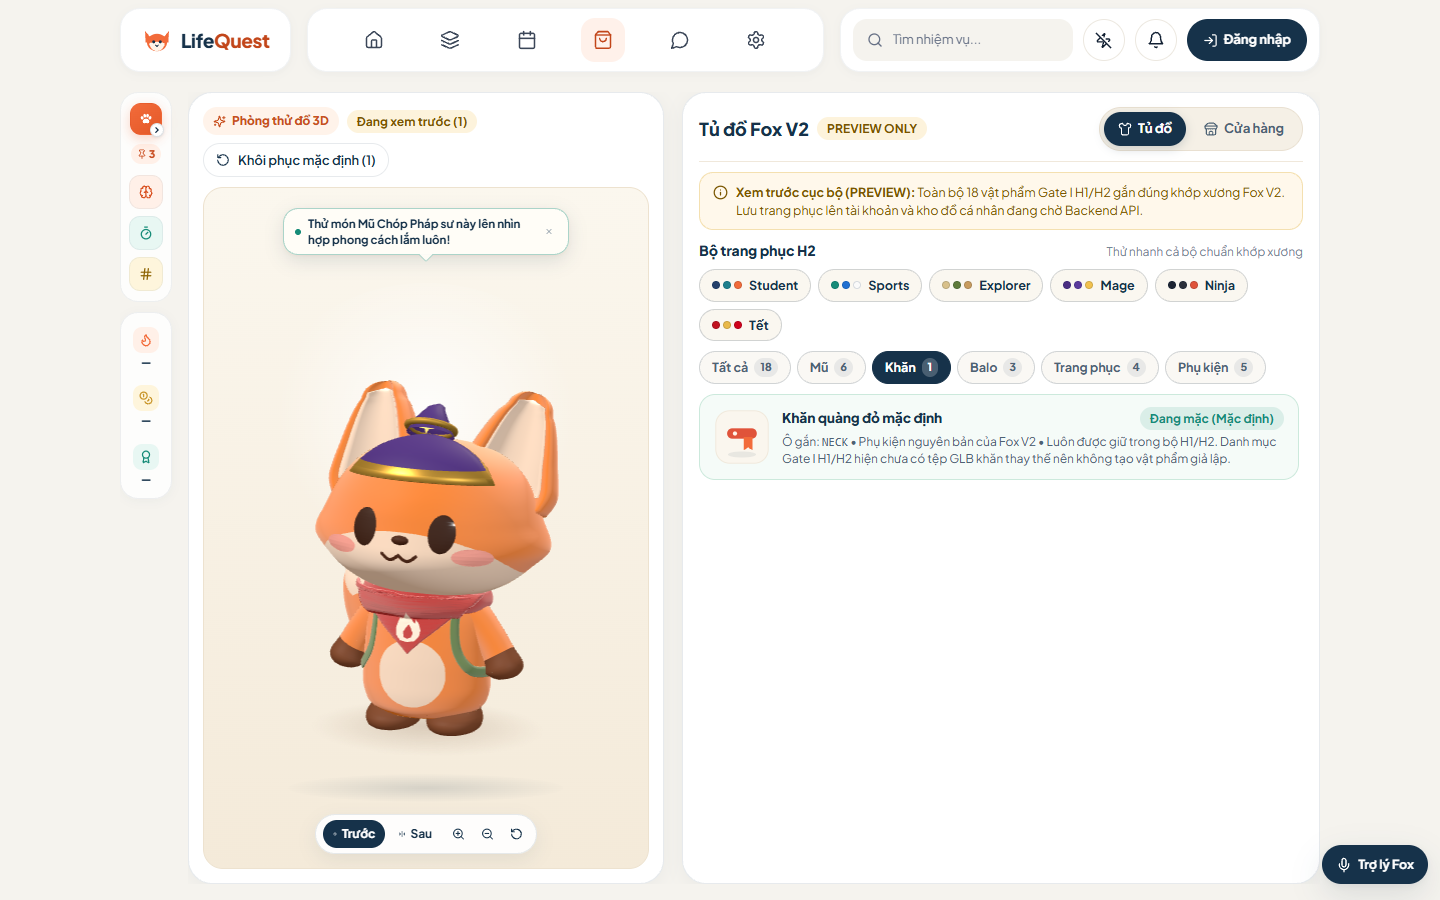 LifeQuest
Tìm nhiệm vụ...
Đăng nhập
3
Phòng thử đồ 3D
Đang xem trước (1)
Khôi phục mặc định (1)
Thử món Mũ Chóp Pháp sư này lên nhìn
hợp phong cách lắm luôn!
×
Trước
Sau
Tủ đồ Fox V2
PREVIEW ONLY
Tủ đồ
Cửa hàng
Xem trước cục bộ (PREVIEW): Toàn bộ 18 vật phẩm Gate I H1/H2 gắn đúng khớp xương Fox V2.
Lưu trang phục lên tài khoản và kho đồ cá nhân đang chờ Backend API.
Bộ trang phục H2
Thử nhanh cả bộ chuẩn khớp xương
Student
Sports
Explorer
Mage
Ninja
Tết
Tất cả 18
Mũ 6
Khăn 1
Balo 3
Trang phục 4
Phụ kiện 5
Khăn quàng đỏ mặc định
Đang mặc (Mặc định)
Ô gắn: NECK • Phụ kiện nguyên bản của Fox V2 • Luôn được giữ trong bộ H1/H2. Danh mục
Gate I H1/H2 hiện chưa có tệp GLB khăn thay thế nên không tạo vật phẩm giả lập.
Trợ lý Fox